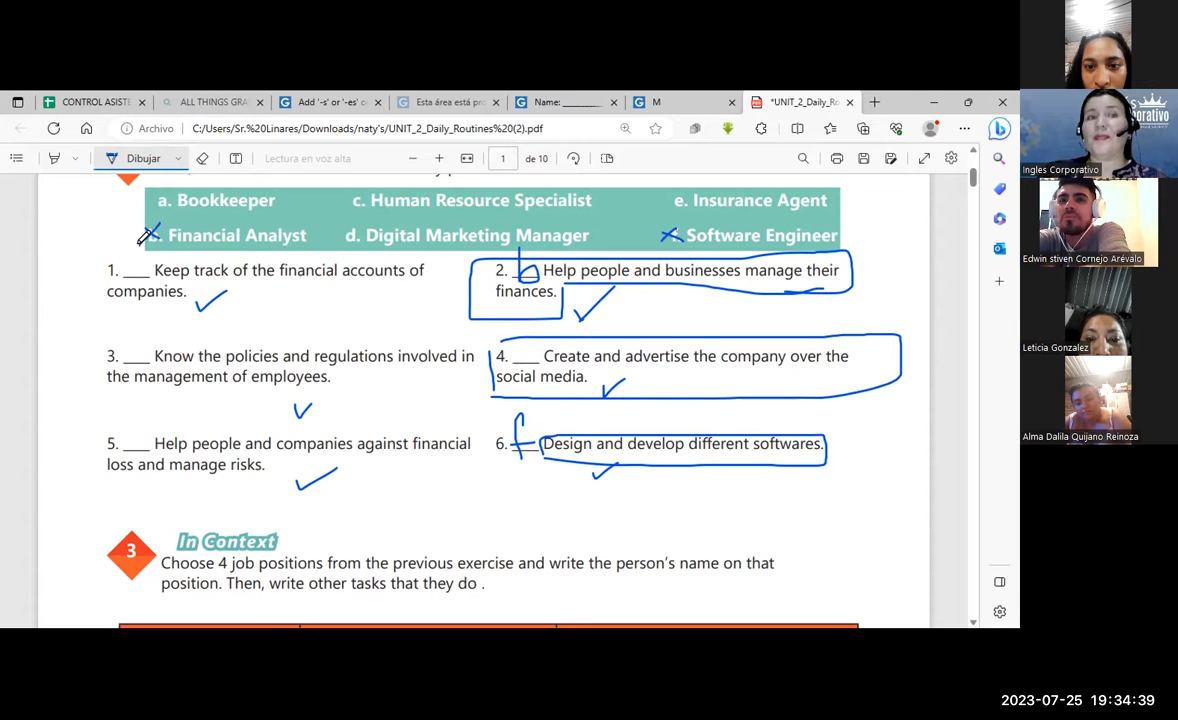 CONTROL ASISTE
ALL THINGS GRA
Add '-s' or '-es' o
Esta área está pro
Name: ________
M
*UNIT_2_Daily_Ro
Archivo
C:/Users/Sr.%20Linares/Downloads/naty's/UNIT_2_Daily_Routines%20(2).pdf
Dibujar
Lectura en voz alta
1
de 10
a. Bookkeeper
c. Human Resource Specialist
e. Insurance Agent
Financial Analyst
d. Digital Marketing Manager
Software Engineer
1. ___ Keep track of the financial accounts of
companies.
2. b Help people and businesses manage their
finances.
3. ___ Know the policies and regulations involved in
the management of employees.
4. ___ Create and advertise the company over the
social media.
5. ___ Help people and companies against financial
loss and manage risks.
6. f Design and develop different softwares.
3
In Context
Choose 4 job positions from the previous exercise and write the person's name on that
position. Then, write other tasks that they do .
orporativo
Ingles Corporativo
Edwin stiven Cornejo Arévalo
Leticia Gonzalez
Alma Dalila Quijano Reinoza
2023-07-25 19:34:39